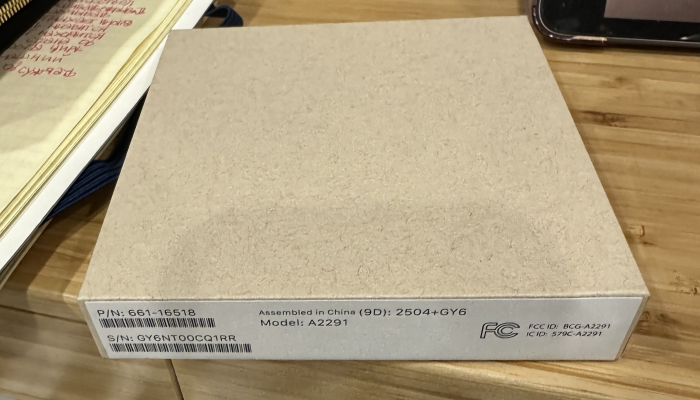 P/N: 661-16518
S/N: GY6NT00CQ1RR
Assembled in China (9D): 2504+GY6
Model: A2291
FC
FCC ID: BCG-A2291
IC ID: 579C-A2291